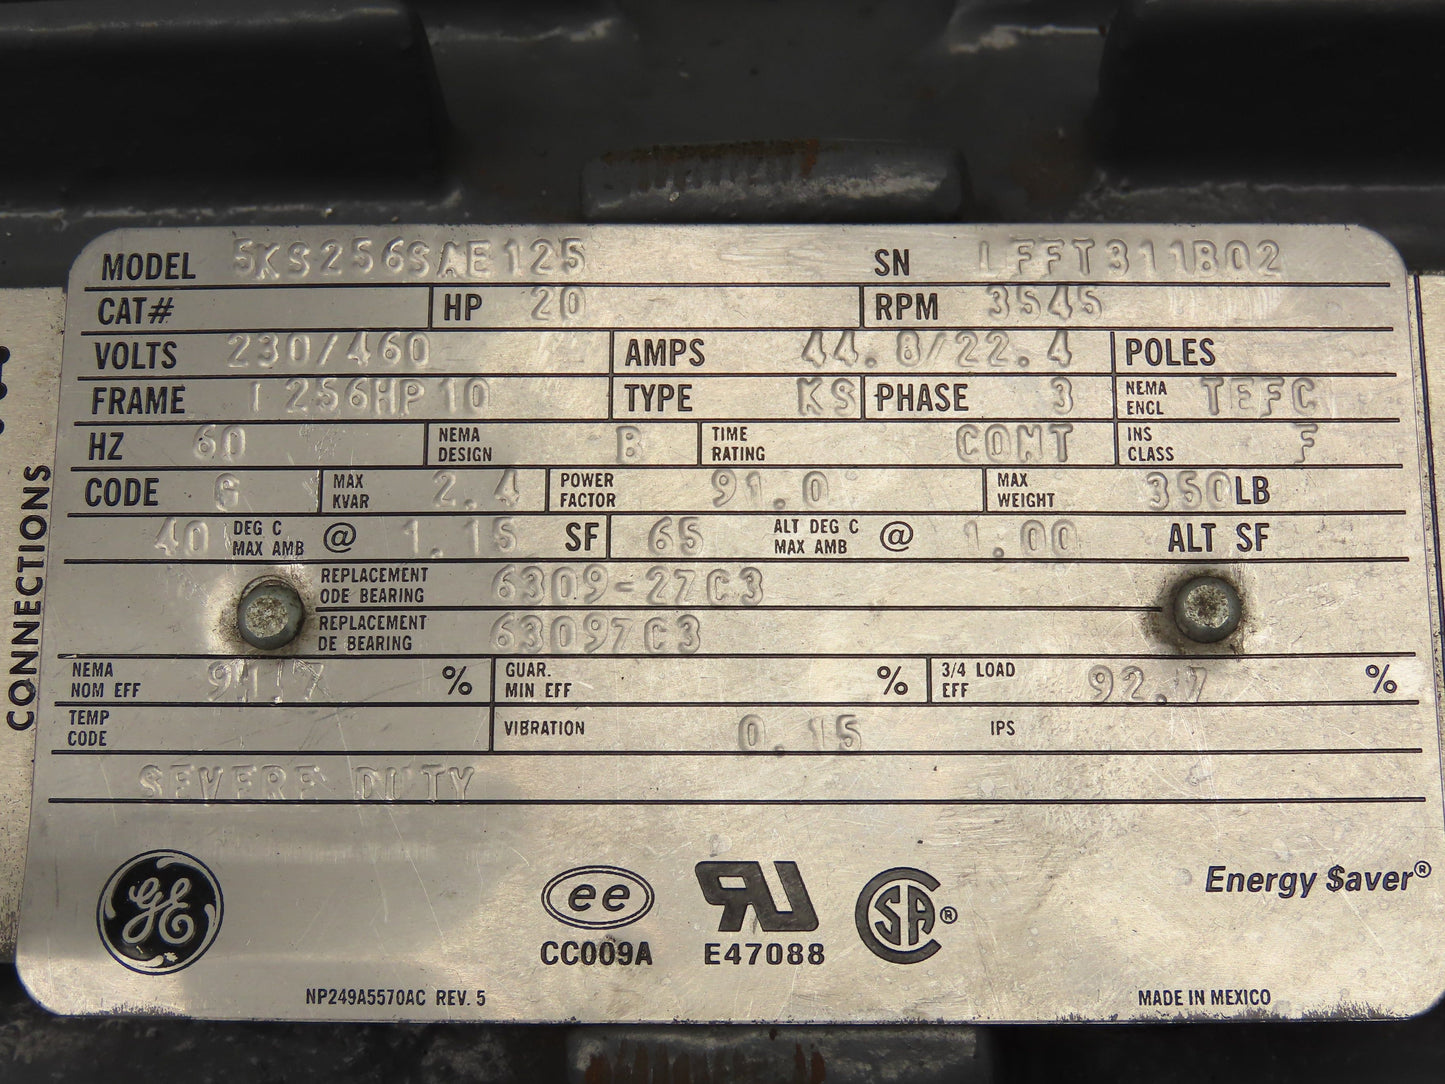 MODEL 5KS256SAE125 SN LFFT311B02
CAT# HP 20 RPM 3545
VOLTS 230/460 AMPS 44.8/22.4 POLES
FRAME 256HP10 TYPE KS PHASE 3 NEMA ENCL TEFC
HZ 60 NEMA DESIGN B TIME RATING CONT INS CLASS F
CODE G MAX KVAR 2.4 POWER FACTOR 91.0 MAX WEIGHT 350 LB
40 DEG C MAX AMB @ 1.15 SF 65 ALT DEG C MAX AMB @ 1.00 ALT SF
REPLACEMENT ODE BEARING 6309-2ZC3
REPLACEMENT DE BEARING 6309ZC3
NEMA NOM EFF % GUAR. MIN EFF % 3/4 LOAD EFF 92.7 %
TEMP CODE VIBRATION 0.15 IPS
SEVERE DUTY
CONNECTIONS
GE
ee
CC009A
UR
E47088
SA®
Energy $aver®
NP249A5570AC REV. 5
MADE IN MEXICO